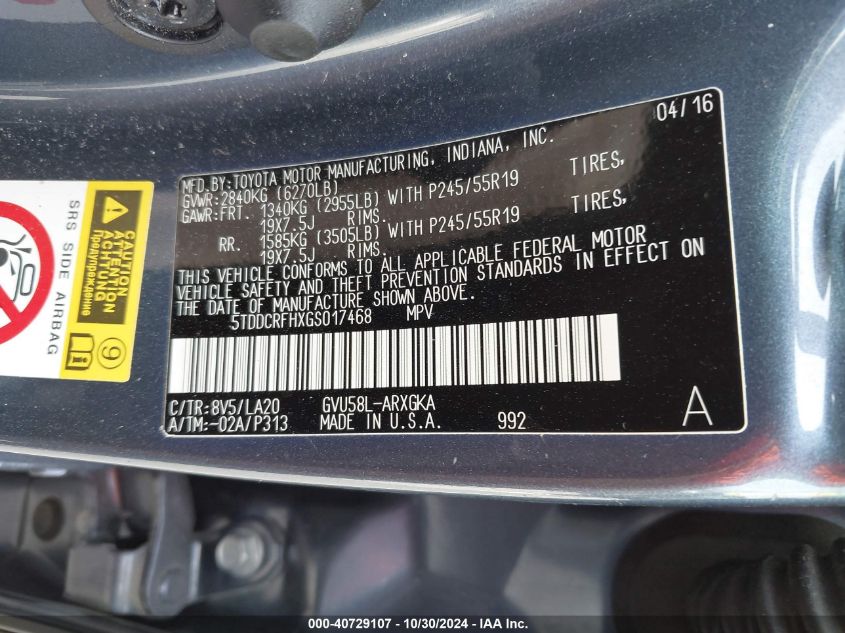 04/16
MFD.BY:TOYOTA MOTOR MANUFACTURING, INDIANA, INC.
GVWR:2840KG (6270LB)
GAWR:FRT. 1340KG (2955LB) WITH P245/55R19 TIRES,
19X7.5J RIMS.
RR. 1585KG (3505LB) WITH P245/55R19 TIRES,
19X7.5J RIMS.
THIS VEHICLE CONFORMS TO ALL APPLICABLE FEDERAL MOTOR
VEHICLE SAFETY AND THEFT PREVENTION STANDARDS IN EFFECT ON
THE DATE OF MANUFACTURE SHOWN ABOVE.
5TDDCRFHXGS017468 MPV
C/TR:8V5/LA20 GVU58L-ARXGKA
A/TM:-02A/P313 MADE IN U.S.A. 992
A
SRS SIDE AIRBAG
CAUTION
ATTENTION
ACHTUNG
Предупреждение
9
000-40729107 - 10/30/2024 - IAA Inc.